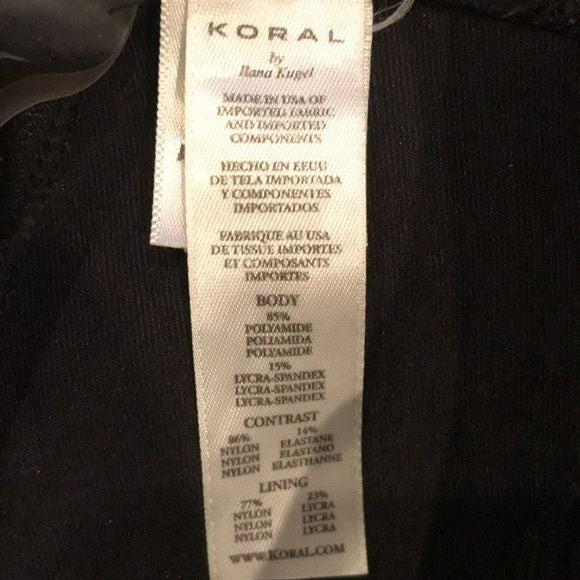 KORAL
by
Ilana Kugel
MADE IN USA OF
IMPORTED FABRIC
AND IMPORTED
COMPONENTS
HECHO EN EEUU
DE TELA IMPORTADA
Y COMPONENTES
IMPORTADOS
FABRIQUE AU USA
DE TISSUE IMPORTES
ET COMPOSANTS
IMPORTES
BODY
85%
POLYAMIDE
POLIAMIDA
POLYAMIDE
15%
LYCRA-SPANDEX
LYCRA-SPANDEX
LYCRA-SPANDEX
CONTRAST
86% 14%
NYLON ELASTANE
NYLON ELASTANO
NYLON ELASTHANNE
LINING
77% 23%
NYLON LYCRA
NYLON LYCRA
NYLON LYCRA
WWW.KORAL.COM